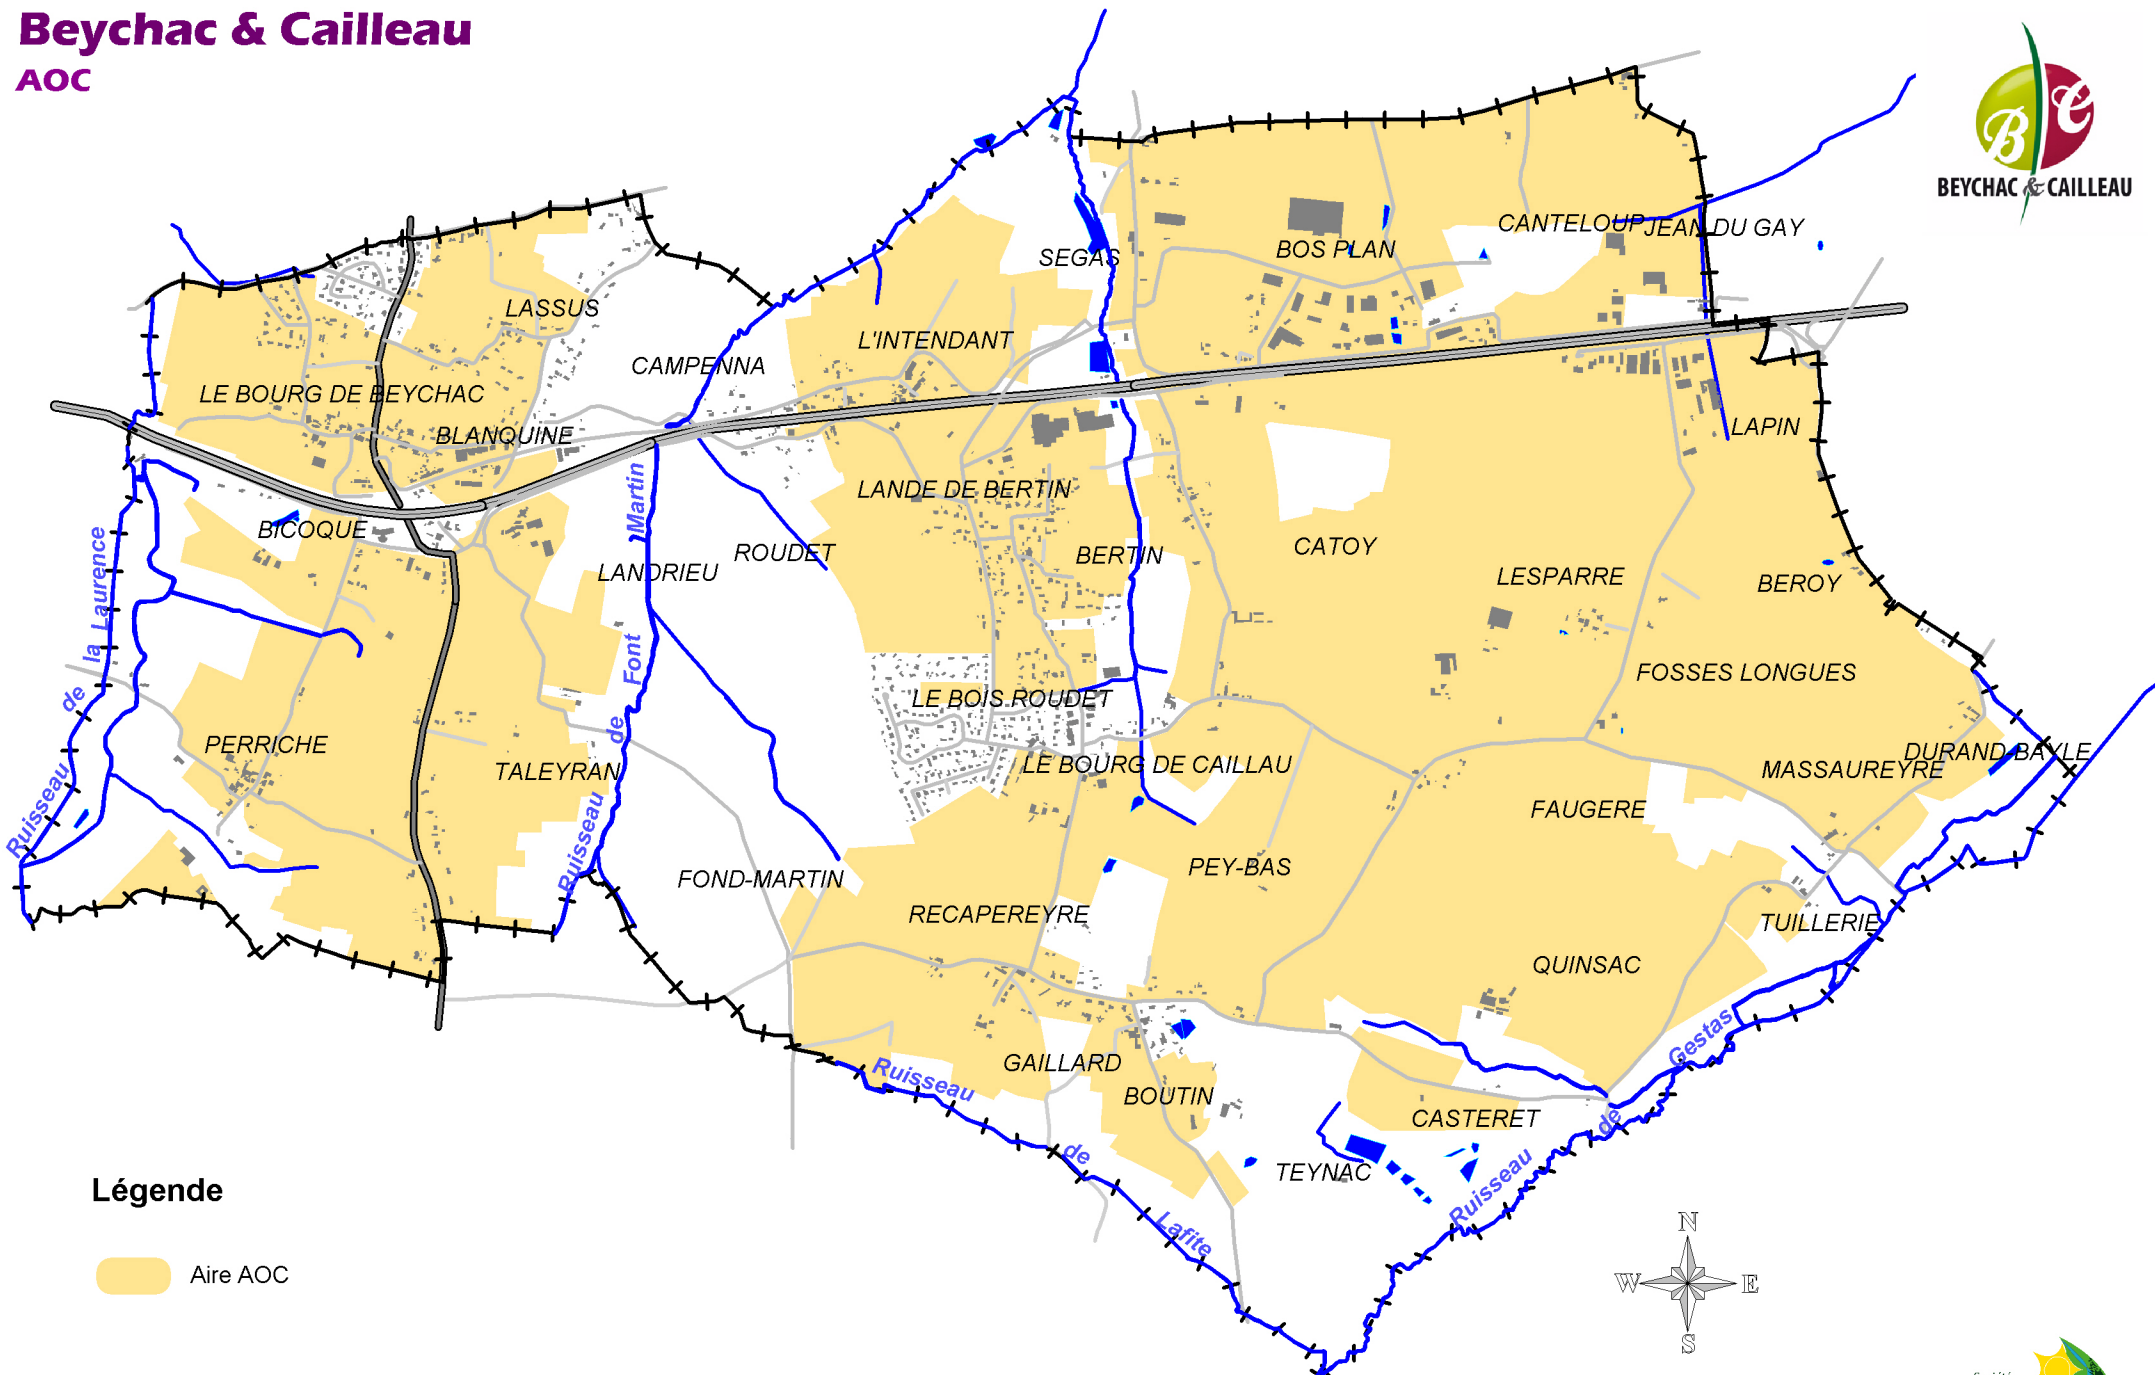 Beychac & Cailleau
AOC
BC
BEYCHAC & CAILLEAU
CANTELOUP
JEAN DU GAY
BOS PLAN
SEGAS
LASSUS
L'INTENDANT
CAMPENNA
LE BOURG DE BEYCHAC
BLANQUINE
LAPIN
LANDE DE BERTIN
BICOQUE
ROUDET
BERTIN
CATOY
LANDRIEU
LESPARRE
BEROY
FOSSES LONGUES
LE BOIS ROUDET
PERRICHE
TALEYRAN
LE BOURG DE CAILLAU
DURAND-BAYLE
MASSAUREYRE
FAUGERE
PEY-BAS
FOND-MARTIN
RECAPEREYRE
TUILLERIE
QUINSAC
GAILLARD
BOUTIN
CASTERET
TEYNAC
Ruisseau de la Laurence
Ruisseau de Font Martin
Ruisseau de Lafite
Ruisseau de Gestas
Légende
Aire AOC
N
W E
S